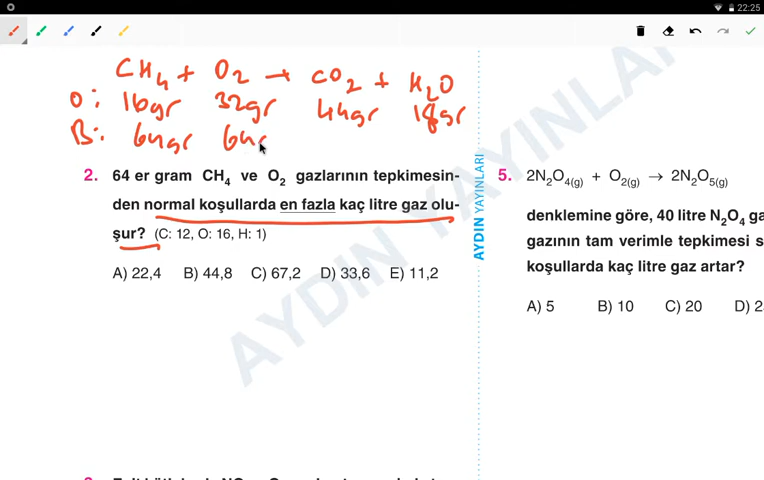 22:25
CH4 + O2 → CO2 + H2O
O: 16gr 32gr 44gr 18gr
B: 64gr 64
2. 64 er gram CH4 ve O2 gazlarının tepkimesin-
den normal koşullarda en fazla kaç litre gaz olu-
şur? (C: 12, O: 16, H: 1)
A) 22,4 B) 44,8 C) 67,2 D) 33,6 E) 11,2
AYDIN YAYINLARI
AYDIN YAYINLARI
5. 2N2O4(g) + O2(g) → 2N2O5(g)
denklemine göre, 40 litre N2O4 ga
gazının tam verimle tepkimesi s
koşullarda kaç litre gaz artar?
A) 5 B) 10 C) 20 D) 2